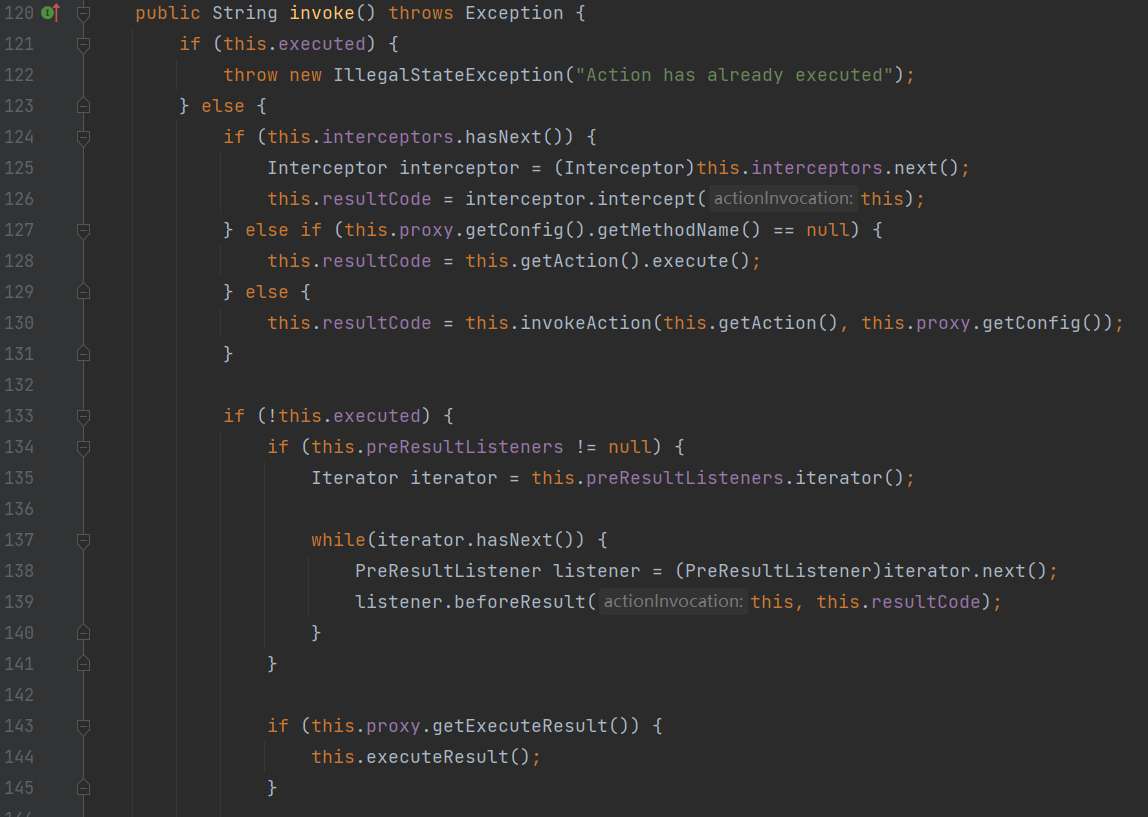 120 public String invoke() throws Exception {
121 if (this.executed) {
122 throw new IllegalStateException("Action has already executed");
123 } else {
124 if (this.interceptors.hasNext()) {
125 Interceptor interceptor = (Interceptor)this.interceptors.next();
126 this.resultCode = interceptor.intercept( actionInvocation: this);
127 } else if (this.proxy.getConfig().getMethodName() == null) {
128 this.resultCode = this.getAction().execute();
129 } else {
130 this.resultCode = this.invokeAction(this.getAction(), this.proxy.getConfig());
131 }
132
133 if (!this.executed) {
134 if (this.preResultListeners != null) {
135 Iterator iterator = this.preResultListeners.iterator();
136
137 while(iterator.hasNext()) {
138 PreResultListener listener = (PreResultListener)iterator.next();
139 listener.beforeResult( actionInvocation: this, this.resultCode);
140 }
141 }
142
143 if (this.proxy.getExecuteResult()) {
144 this.executeResult();
145 }